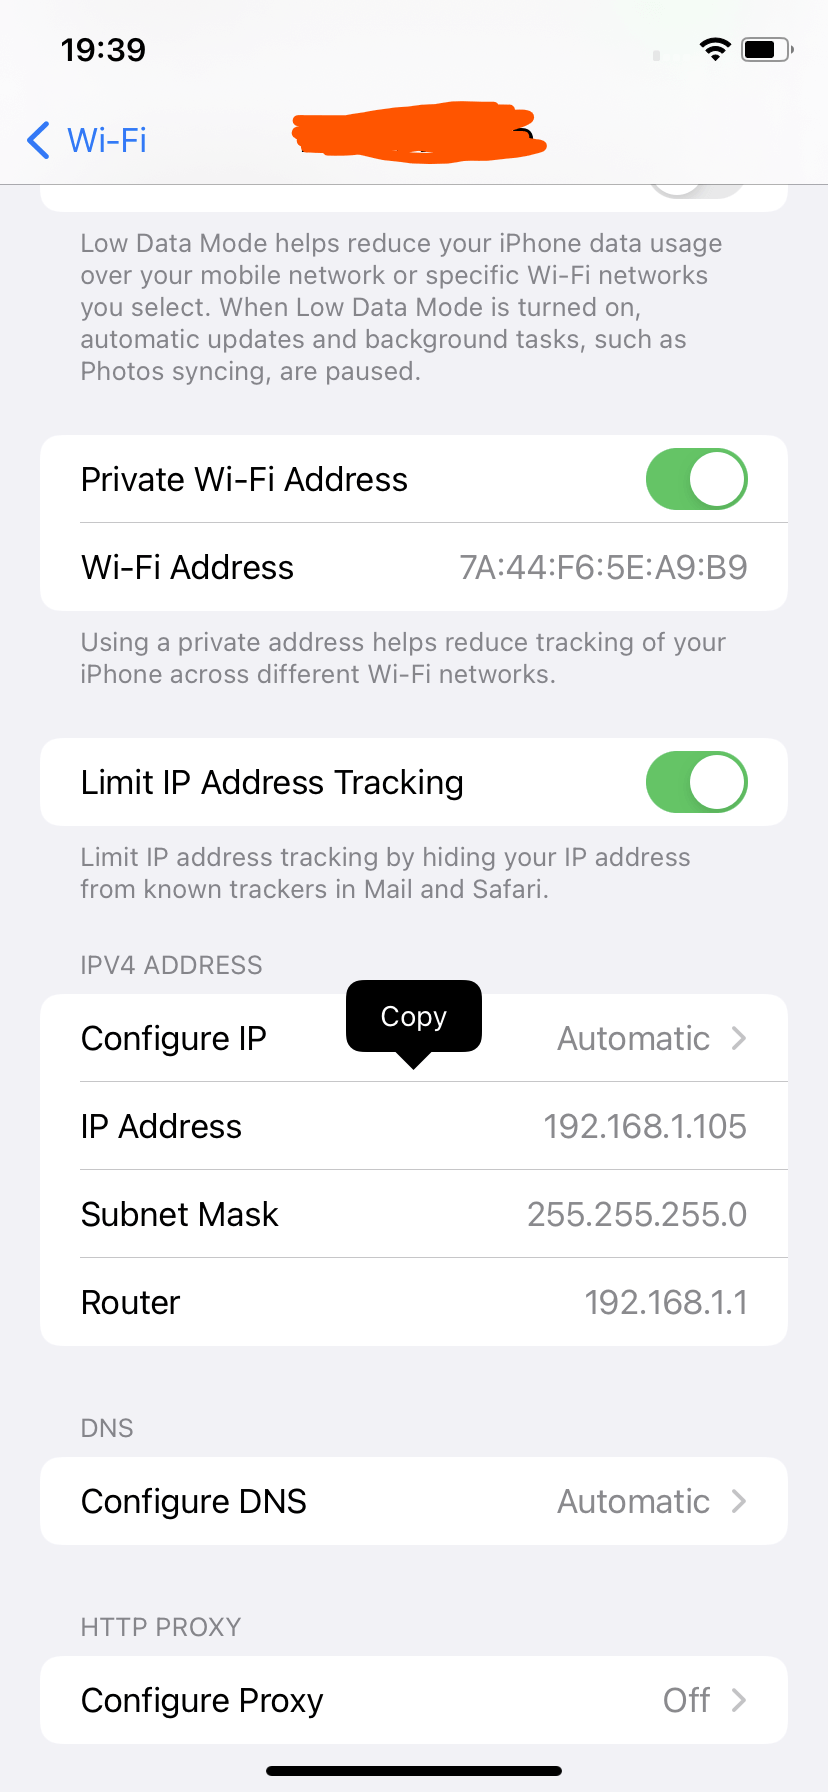 19:39
Wi-Fi
Low Data Mode helps reduce your iPhone data usage
over your mobile network or specific Wi-Fi networks
you select. When Low Data Mode is turned on,
automatic updates and background tasks, such as
Photos syncing, are paused.
Private Wi-Fi Address
Wi-Fi Address 7A:44:F6:5E:A9:B9
Using a private address helps reduce tracking of your
iPhone across different Wi-Fi networks.
Limit IP Address Tracking
Limit IP address tracking by hiding your IP address
from known trackers in Mail and Safari.
IPV4 ADDRESS
Copy
Configure IP Automatic
IP Address 192.168.1.105
Subnet Mask 255.255.255.0
Router 192.168.1.1
DNS
Configure DNS Automatic
HTTP PROXY
Configure Proxy Off